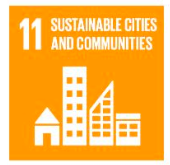 11 SUSTAINABLE CITIES
AND COMMUNITIES